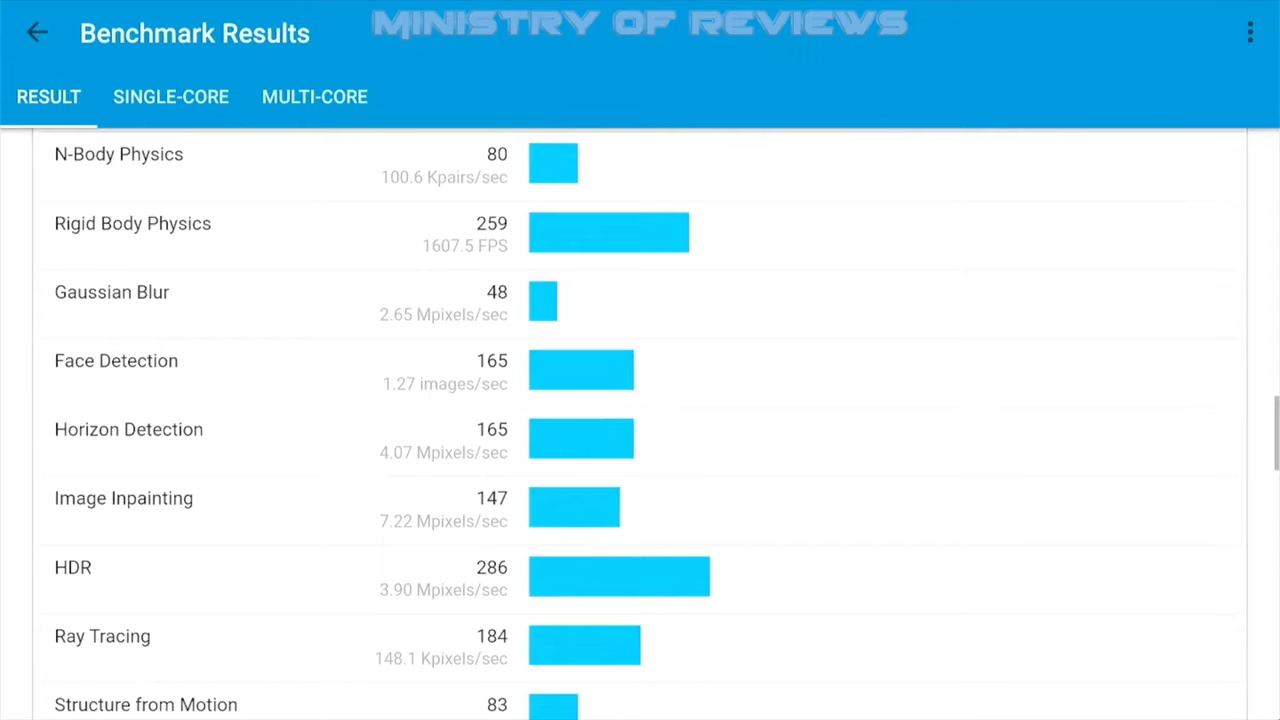 MINISTRY OF REVIEWS
Benchmark Results
RESULT SINGLE-CORE MULTI-CORE
N-Body Physics 80
100.6 Kpairs/sec
Rigid Body Physics 259
1607.5 FPS
Gaussian Blur 48
2.65 Mpixels/sec
Face Detection 165
1.27 images/sec
Horizon Detection 165
4.07 Mpixels/sec
Image Inpainting 147
7.22 Mpixels/sec
HDR 286
3.90 Mpixels/sec
Ray Tracing 184
148.1 Kpixels/sec
Structure from Motion 83